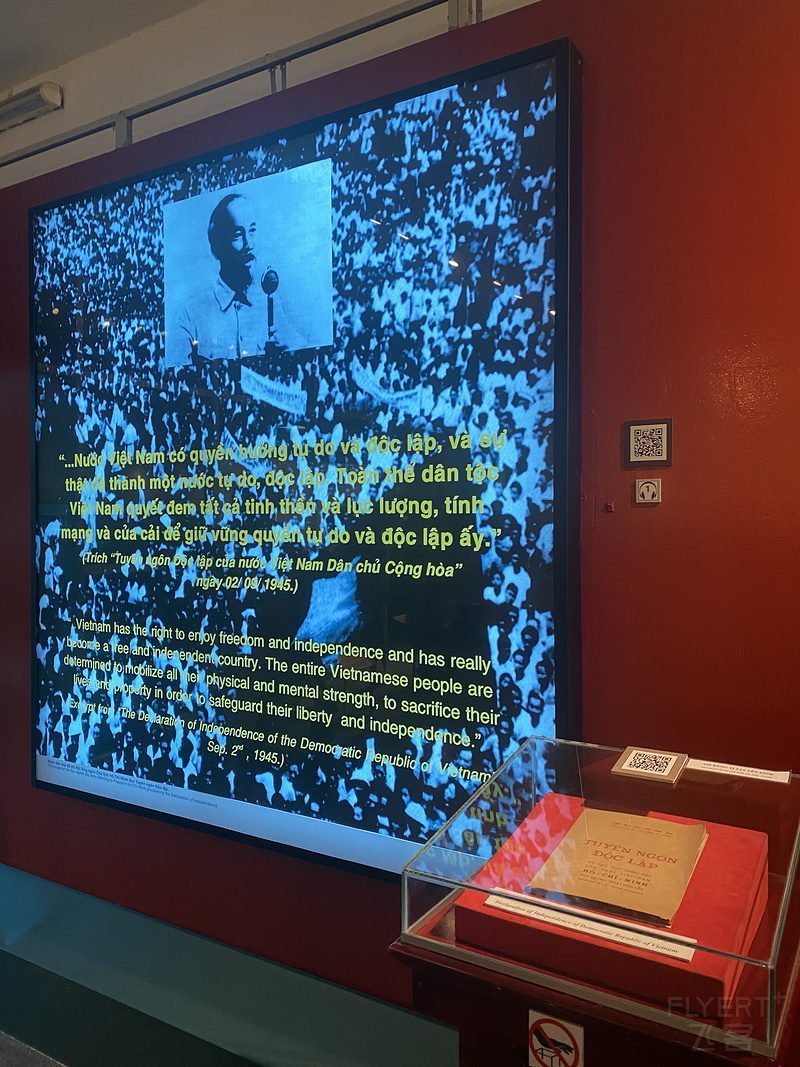 “...Nước Việt Nam có quyền hưởng tự do và độc lập, và sự
thật đã thành một nước tự do, độc lập. Toàn thể dân tộc
Việt Nam quyết đem tất cả tinh thần và lực lượng, tính
mạng và của cải để giữ vững quyền tự do và độc lập ấy.”
(Trích “Tuyên ngôn Độc lập của nước Việt Nam Dân chủ Cộng hòa”
ngày 02/ 09/ 1945.)
Vietnam has the right to enjoy freedom and independence and has really
become a free and independent country. The entire Vietnamese people are
determined to mobilize all their physical and mental strength, to sacrifice their
lives and property in order to safeguard their liberty and independence.”
Excerpt from “The Declaration of Independence of the Democratic Republic of Vietnam
Sep. 2nd , 1945.)
1
TUYÊN NGÔN
ĐỘC LẬP
HỒ-CHÍ-MINH
Declaration of Independence of Democratic Republic of Vietnam
FLYERT
飞客